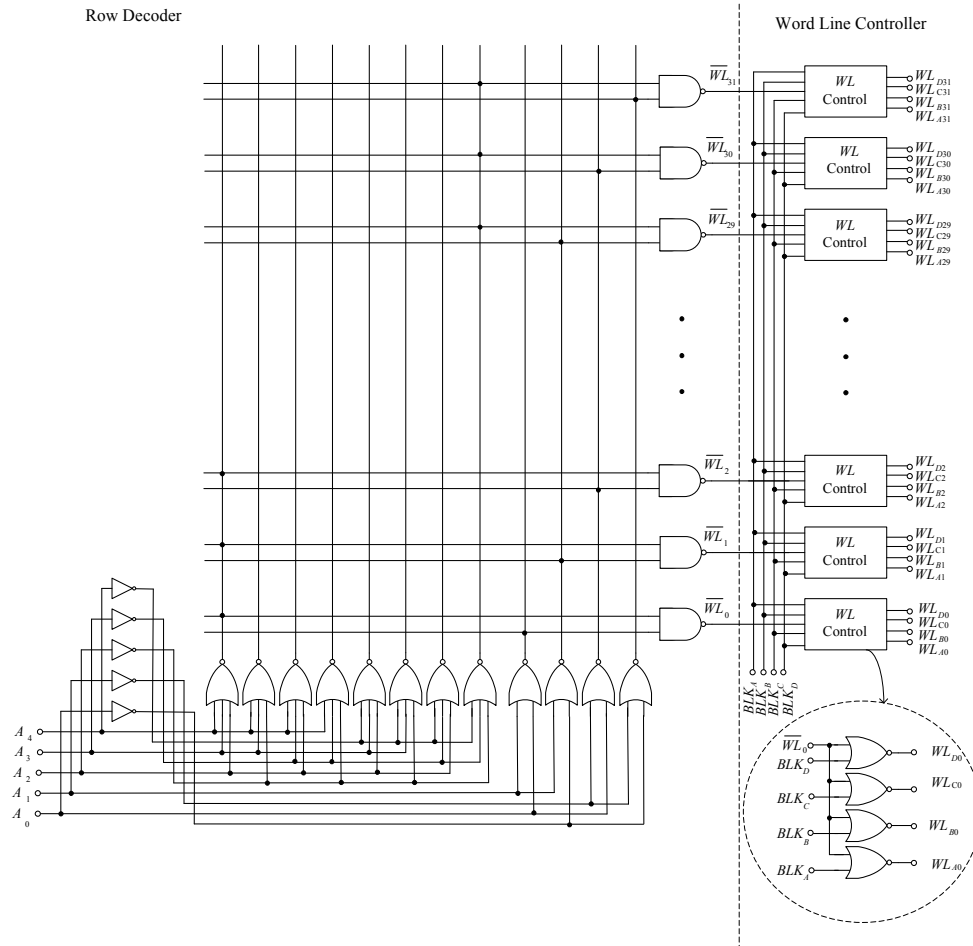 Row Decoder
Word Line Controller
WL31
WL
Control
WLD31
WLC31
WLB31
WLA31
WL30
WL
Control
WLD30
WLC30
WLB30
WLA30
WL29
WL
Control
WLD29
WLC29
WLB29
WLA29
WL2
WL
Control
WLD2
WLC2
WLB2
WLA2
WL1
WL
Control
WLD1
WLC1
WLB1
WLA1
WL0
WL
Control
WLD0
WLC0
WLB0
WLA0
BLKA
BLKB
BLKC
BLKD
A4
A3
A2
A1
A0
WL0
BLKD
WLD0
BLKC
WLC0
BLKB
WLB0
BLKA
WLA0